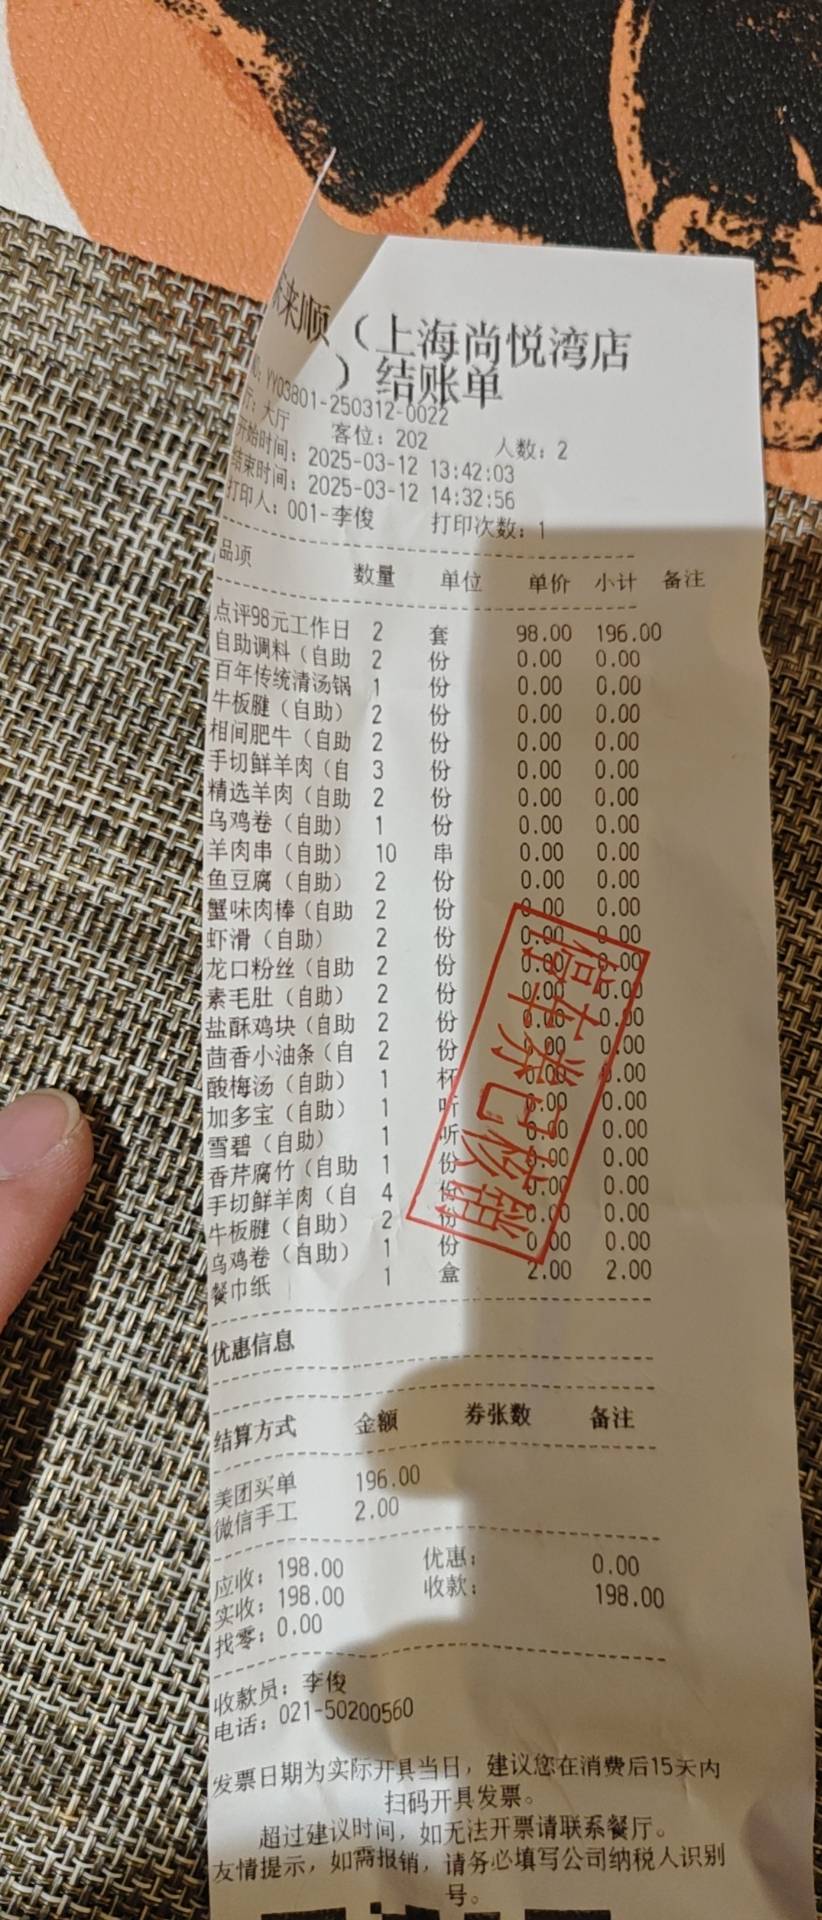 来顺（上海尚悦湾店
）结账单
YY03801-250312-0022
厅：大厅 客位：202 人数：2
开始时间：2025-03-12 13:42:03
结束时间：2025-03-12 14:32:56
打印人：001-李俊 打印次数：1
品项 数量 单位 单价 小计 备注
点评98元工作日 2 套 98.00 196.00
自助调料（自助 2 份 0.00 0.00
百年传统清汤锅 1 份 0.00 0.00
牛板腱（自助） 2 份 0.00 0.00
相间肥牛（自助 2 份 0.00 0.00
手切鲜羊肉（自 3 份 0.00 0.00
精选羊肉（自助 2 份 0.00 0.00
乌鸡卷（自助） 1 份 0.00 0.00
羊肉串（自助） 10 串 0.00 0.00
鱼豆腐（自助） 2 份 0.00 0.00
蟹味肉棒（自助 2 份 0.00 0.00
虾滑（自助） 2 份 0.00 0.00
龙口粉丝（自助 2 份 0.00 0.00
素毛肚（自助） 2 份 0.00 0.00
盐酥鸡块（自助 2 份 0.00 0.00
茴香小油条（自 2 份 0.00 0.00
酸梅汤（自助） 1 杯 0.00 0.00
加多宝（自助） 1 听 0.00 0.00
雪碧（自助） 1 听 0.00 0.00
香芹腐竹（自助 1 份 0.00 0.00
手切鲜羊肉（自 4 份 0.00 0.00
牛板腱（自助） 2 份 0.00 0.00
乌鸡卷（自助） 1 份 0.00 0.00
餐巾纸 1 盒 2.00 2.00
停车券已核销
优惠信息
结算方式 金额 券张数 备注
美团买单 196.00
微信手工 2.00
应收：198.00 优惠： 0.00
实收：198.00 收款： 198.00
找零：0.00
收款员：李俊
电话：021-50200560
发票日期为实际开具当日，建议您在消费后15天内
扫码开具发票。
超过建议时间，如无法开票请联系餐厅。
友情提示，如需报销，请务必填写公司纳税人识别
号。